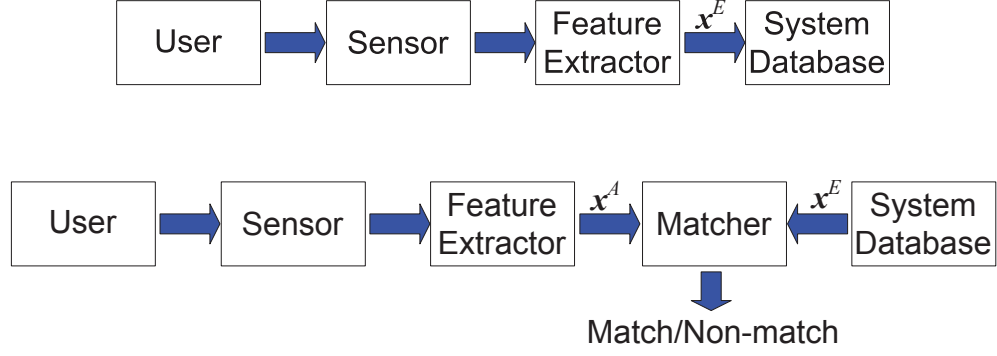 User
Sensor
Feature
Extractor
x^E
System
Database
User
Sensor
Feature
Extractor
x^A
Matcher
x^E
System
Database
Match/Non-match